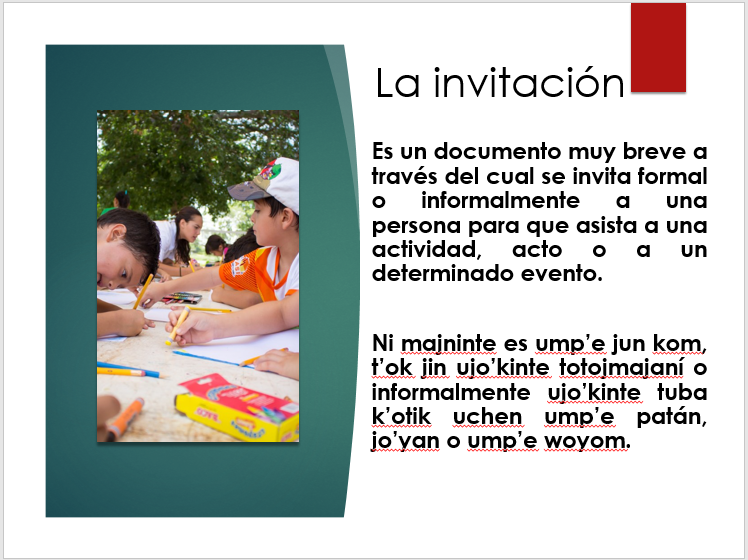 La invitación
Es un documento muy breve a
través del cual se invita formal
o informalmente a una
persona para que asista a una
actividad, acto o a un
determinado evento.
Ni majninte es ump’e jun kom,
t’ok jin ujo’kinte totojmajaní o
informalmente ujo’kinte tuba
k’otik uchen ump’e patán,
jo’yan o ump’e woyom.